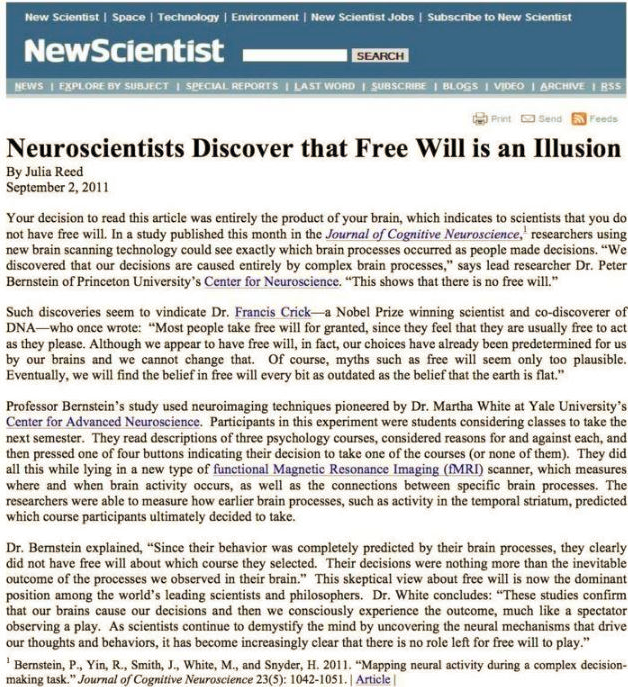 New Scientist | Space | Technology | Environment | New Scientist Jobs | Subscribe to New Scientist
NewScientist SEARCH
NEWS | EXPLORE BY SUBJECT | SPECIAL REPORTS | LAST WORD | SUBSCRIBE | BLOGS | VIDEO | ARCHIVE | RSS
Print Send Feeds
Neuroscientists Discover that Free Will is an Illusion
By Julia Reed
September 2, 2011
Your decision to read this article was entirely the product of your brain, which indicates to scientists that you do
not have free will. In a study published this month in the Journal of Cognitive Neuroscience,¹ researchers using
new brain scanning technology could see exactly which brain processes occurred as people made decisions. “We
discovered that our decisions are caused entirely by complex brain processes,” says lead researcher Dr. Peter
Bernstein of Princeton University’s Center for Neuroscience. “This shows that there is no free will.”
Such discoveries seem to vindicate Dr. Francis Crick—a Nobel Prize winning scientist and co-discoverer of
DNA—who once wrote: “Most people take free will for granted, since they feel that they are usually free to act
as they please. Although we appear to have free will, in fact, our choices have already been predetermined for us
by our brains and we cannot change that. Of course, myths such as free will seem only too plausible.
Eventually, we will find the belief in free will every bit as outdated as the belief that the earth is flat.”
Professor Bernstein’s study used neuroimaging techniques pioneered by Dr. Martha White at Yale University’s
Center for Advanced Neuroscience. Participants in this experiment were students considering classes to take the
next semester. They read descriptions of three psychology courses, considered reasons for and against each, and
then pressed one of four buttons indicating their decision to take one of the courses (or none of them). They did
all this while lying in a new type of functional Magnetic Resonance Imaging (fMRI) scanner, which measures
where and when brain activity occurs, as well as the connections between specific brain processes. The
researchers were able to measure how earlier brain processes, such as activity in the temporal striatum, predicted
which course participants ultimately decided to take.
Dr. Bernstein explained, “Since their behavior was completely predicted by their brain processes, they clearly
did not have free will about which course they selected. Their decisions were nothing more than the inevitable
outcome of the processes we observed in their brain.” This skeptical view about free will is now the dominant
position among the world’s leading scientists and philosophers. Dr. White concludes: “These studies confirm
that our brains cause our decisions and then we consciously experience the outcome, much like a spectator
observing a play. As scientists continue to demystify the mind by uncovering the neural mechanisms that drive
our thoughts and behaviors, it has become increasingly clear that there is no role left for free will to play.”
¹ Bernstein, P., Yin, R., Smith, J., White, M., and Snyder, H. 2011. “Mapping neural activity during a complex decision-
making task.” Journal of Cognitive Neuroscience 23(5): 1042-1051. | Article |